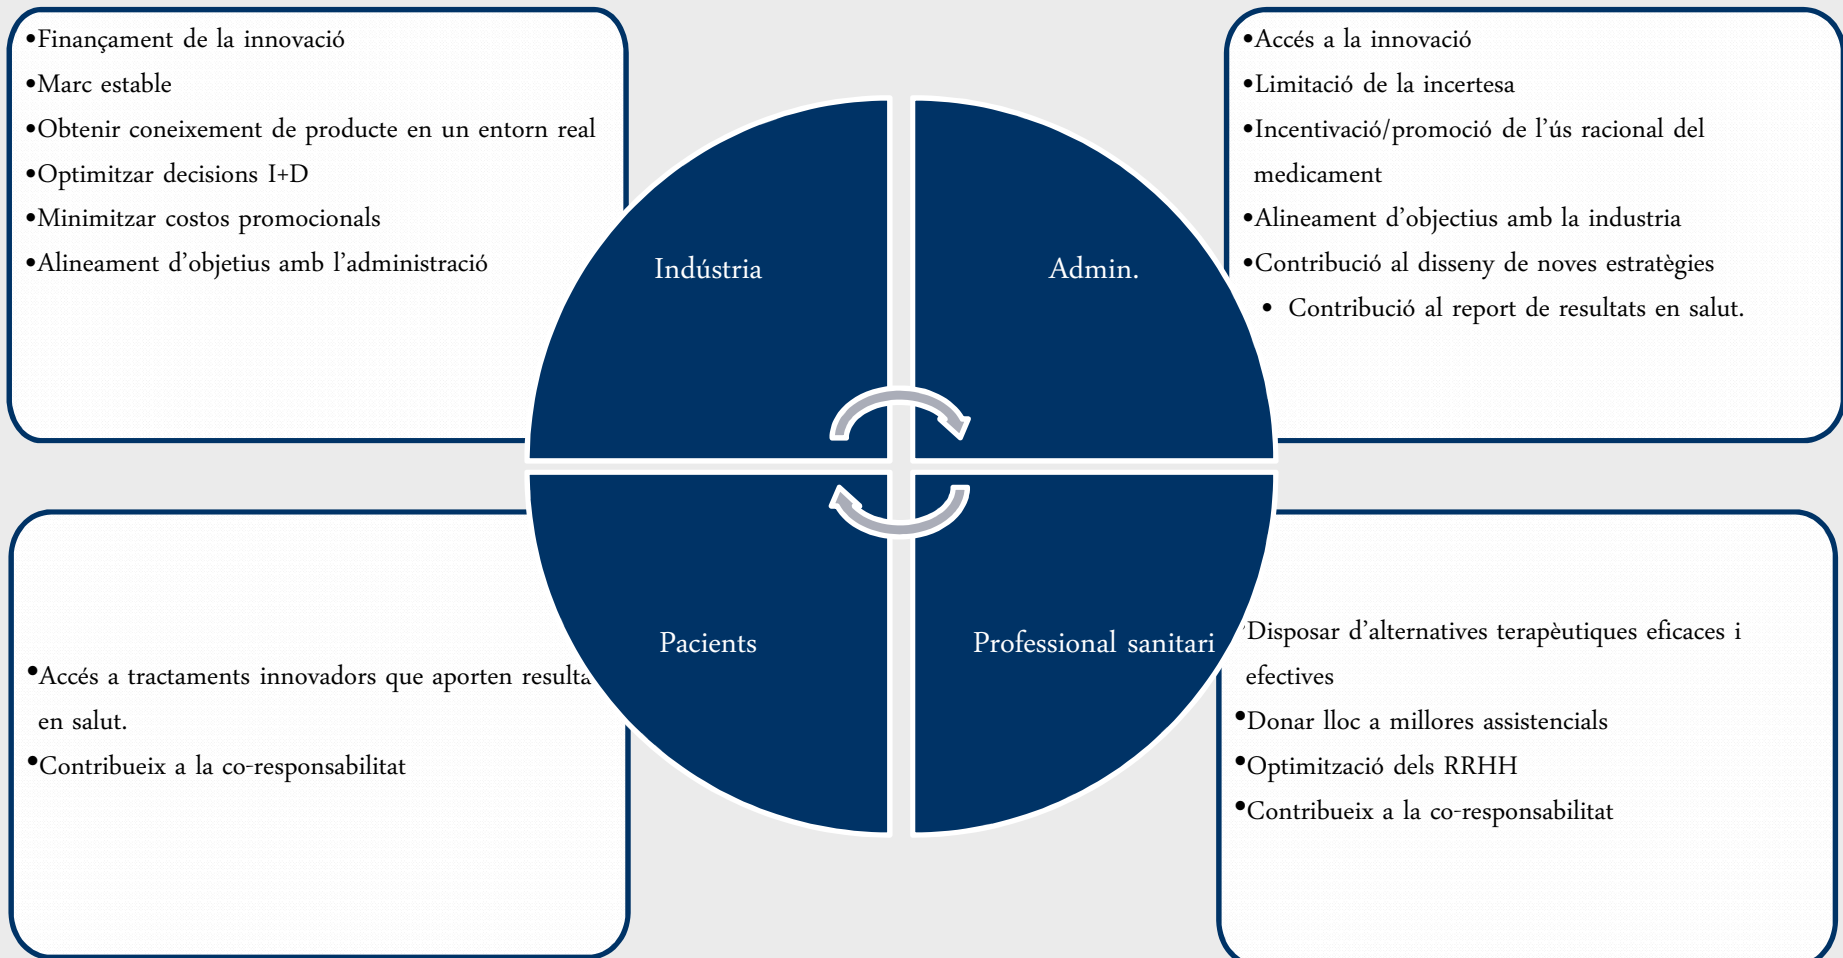 •Finançament de la innovació
•Marc estable
•Obtenir coneixement de producte en un entorn real
•Optimitzar decisions I+D
•Minimitzar costos promocionals
•Alineament d'objetius amb l'administració
•Accés a la innovació
•Limitació de la incertesa
•Incentivació/promoció de l'ús racional del
medicament
•Alineament d'objectius amb la industria
•Contribució al disseny de noves estratègies
• Contribució al report de resultats en salut.
Indústria
Admin.
Pacients
Professional sanitari
•Accés a tractaments innovadors que aporten
en salut.
•Contribueix a la co-responsabilitat
Disposar d'alternatives terapèutiques eficaces i
efectives
•Donar lloc a millores assistencials
•Optimització dels RRHH
•Contribueix a la co-responsabilitat